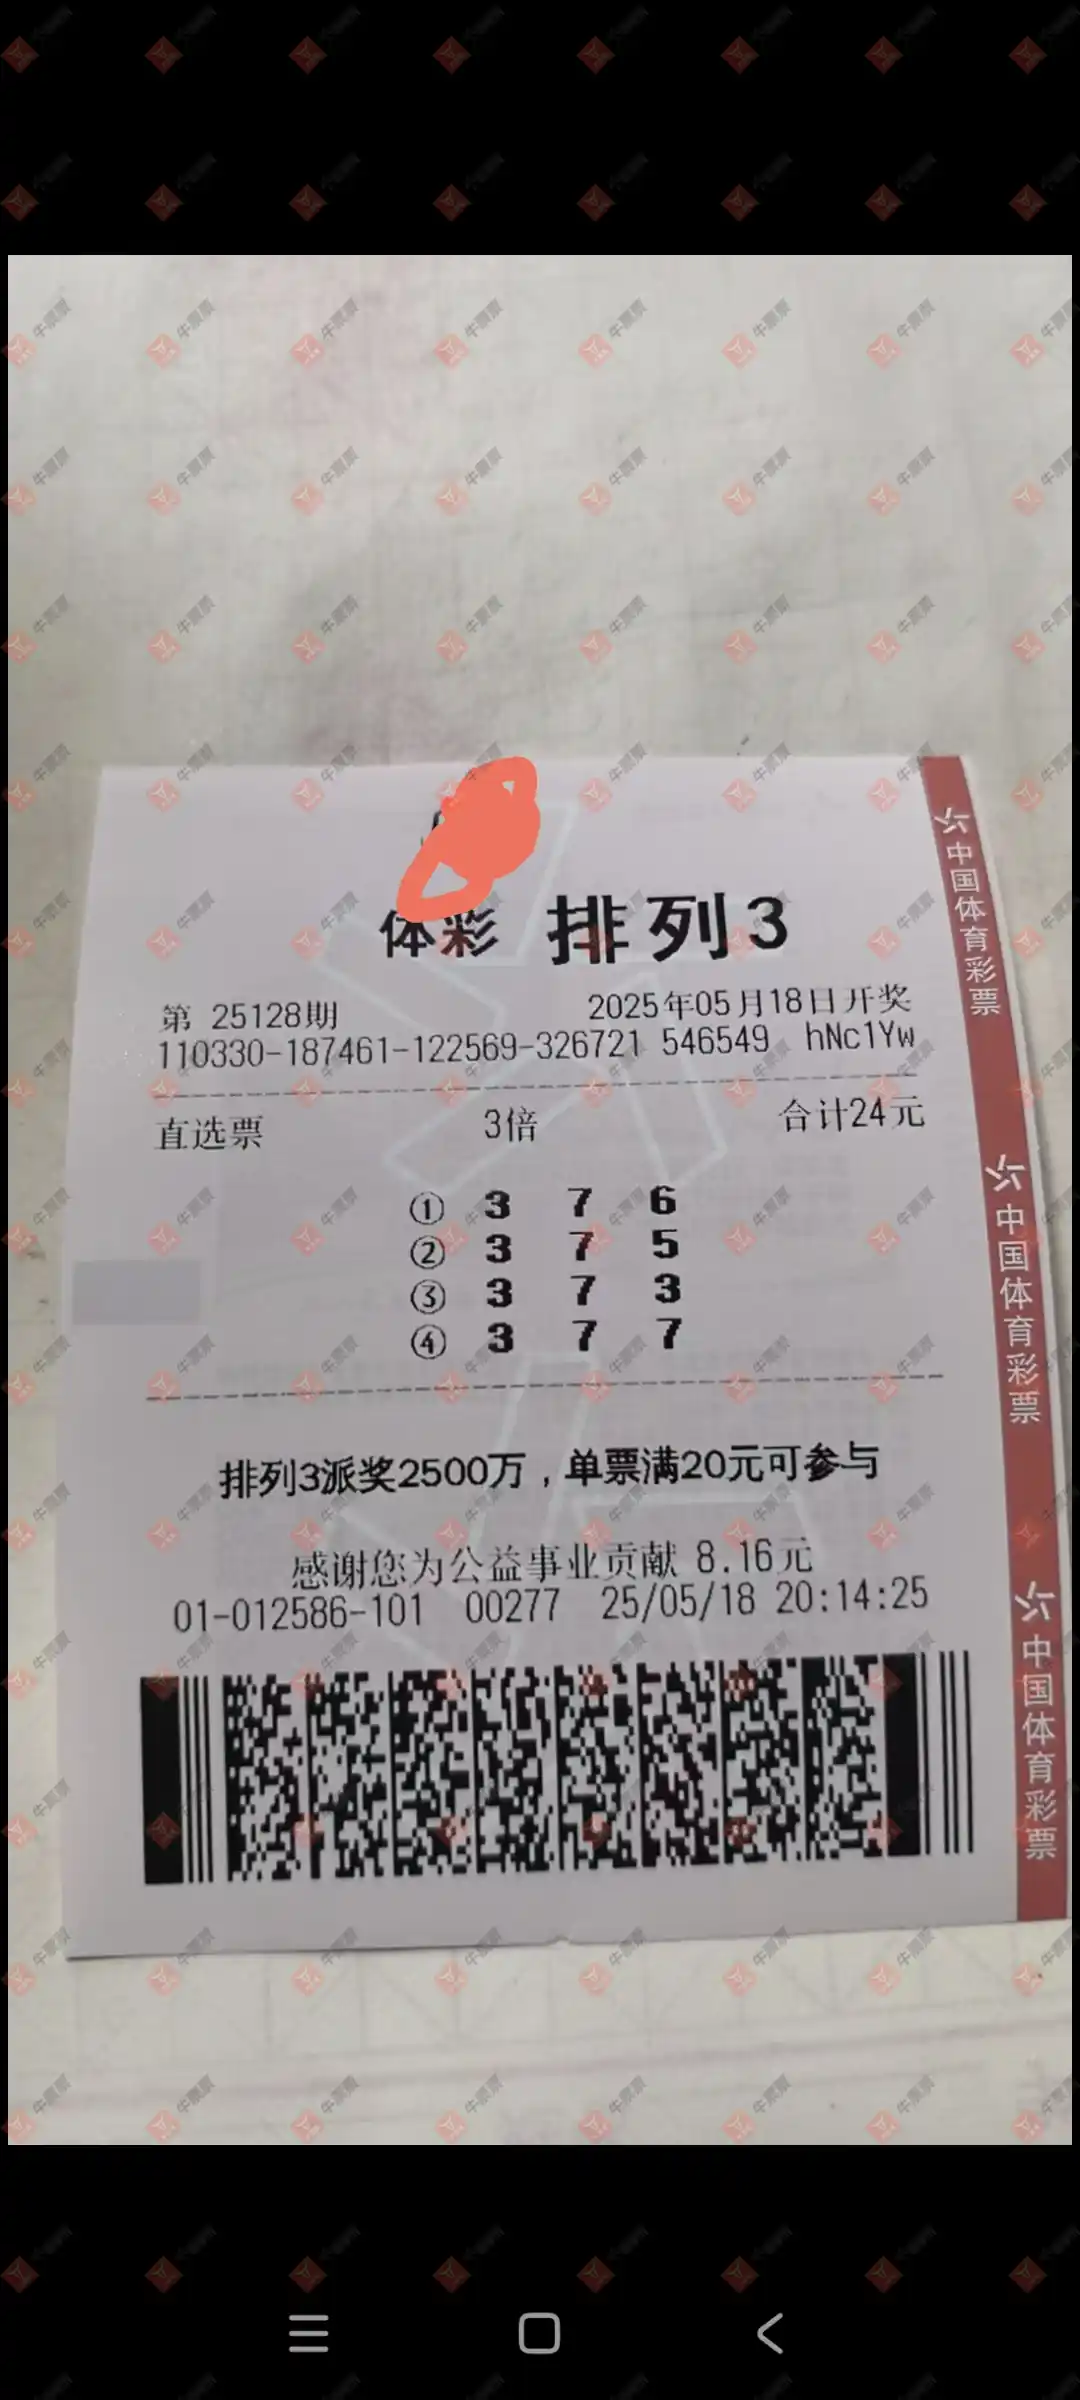 体彩 排列3
第 25128期 2025年05月18日开奖
110330-187461-122569-326721 546549 hNc1Yw
直选票 3倍 合计24元
① 3 7 6
② 3 7 5
③ 3 7 3
④ 3 7 7
排列3派奖2500万，单票满20元可参与
感谢您为公益事业贡献 8.16元
01-012586-101 00277 25/05/18 20:14:25
中国体育彩票
中国体育彩票
中国体育彩票